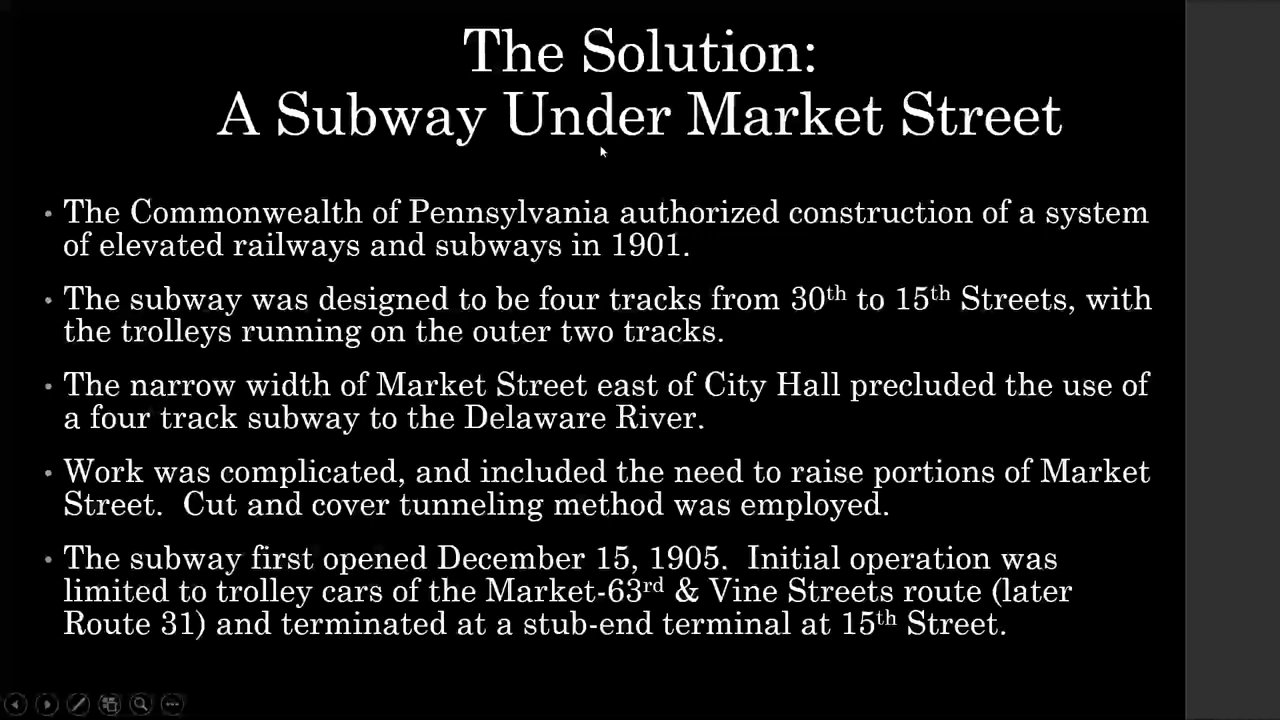 The Solution:
A Subway Under Market Street
• The Commonwealth of Pennsylvania authorized construction of a system
of elevated railways and subways in 1901.
• The subway was designed to be four tracks from 30th to 15th Streets, with
the trolleys running on the outer two tracks.
• The narrow width of Market Street east of City Hall precluded the use of
a four track subway to the Delaware River.
• Work was complicated, and included the need to raise portions of Market
Street.  Cut and cover tunneling method was employed.
• The subway first opened December 15, 1905.  Initial operation was
limited to trolley cars of the Market-63rd & Vine Streets route (later
Route 31) and terminated at a stub-end terminal at 15th Street.